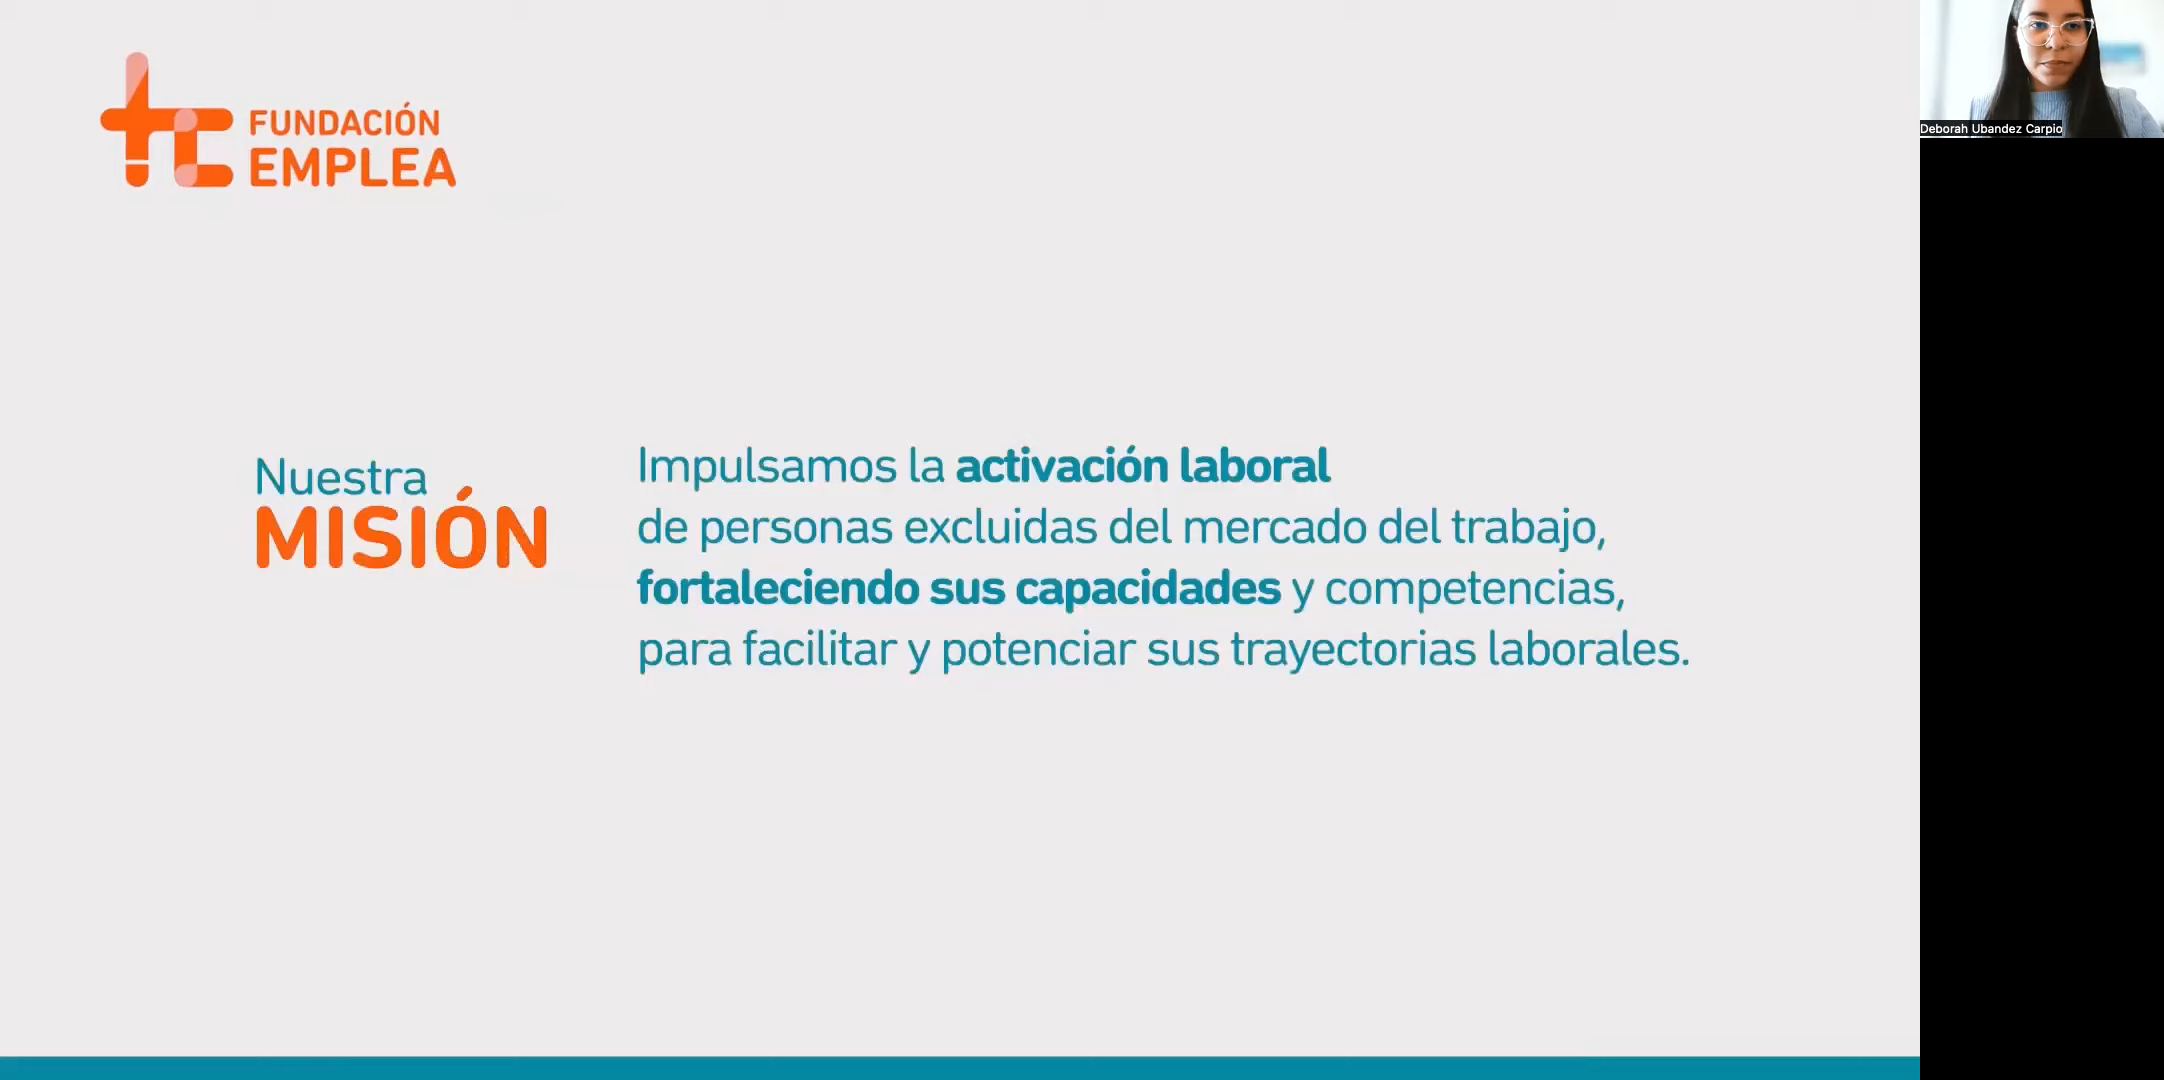 FUNDACIÓN
EMPLEA
Deborah Ubandez Carpio
Nuestra
MISIÓN
Impulsamos la activación laboral
de personas excluidas del mercado del trabajo,
fortaleciendo sus capacidades y competencias,
para facilitar y potenciar sus trayectorias laborales.